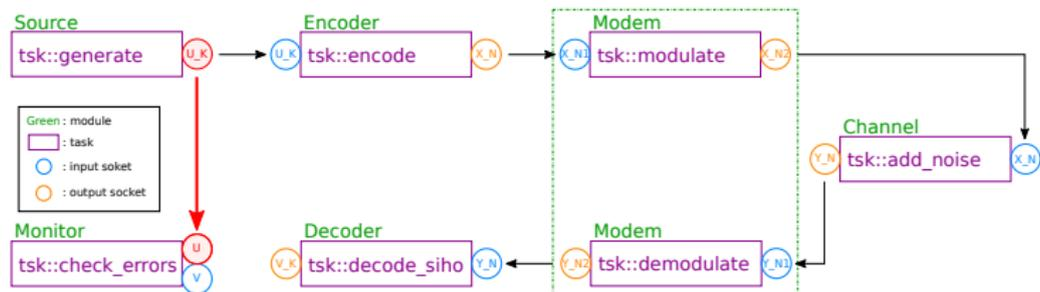 Source
Encoder
Modem
tsk::generate
U_K
U_K
tsk::encode
X_N
X_N1
tsk::modulate
X_N2
Green : module
: task
: input soket
: output socket
Channel
Y_N
tsk::add_noise
X_N
Monitor
Decoder
Modem
tsk::check_errors
U
V
V_K
tsk::decode_siho
Y_N
Y_N2
tsk::demodulate
Y_N1